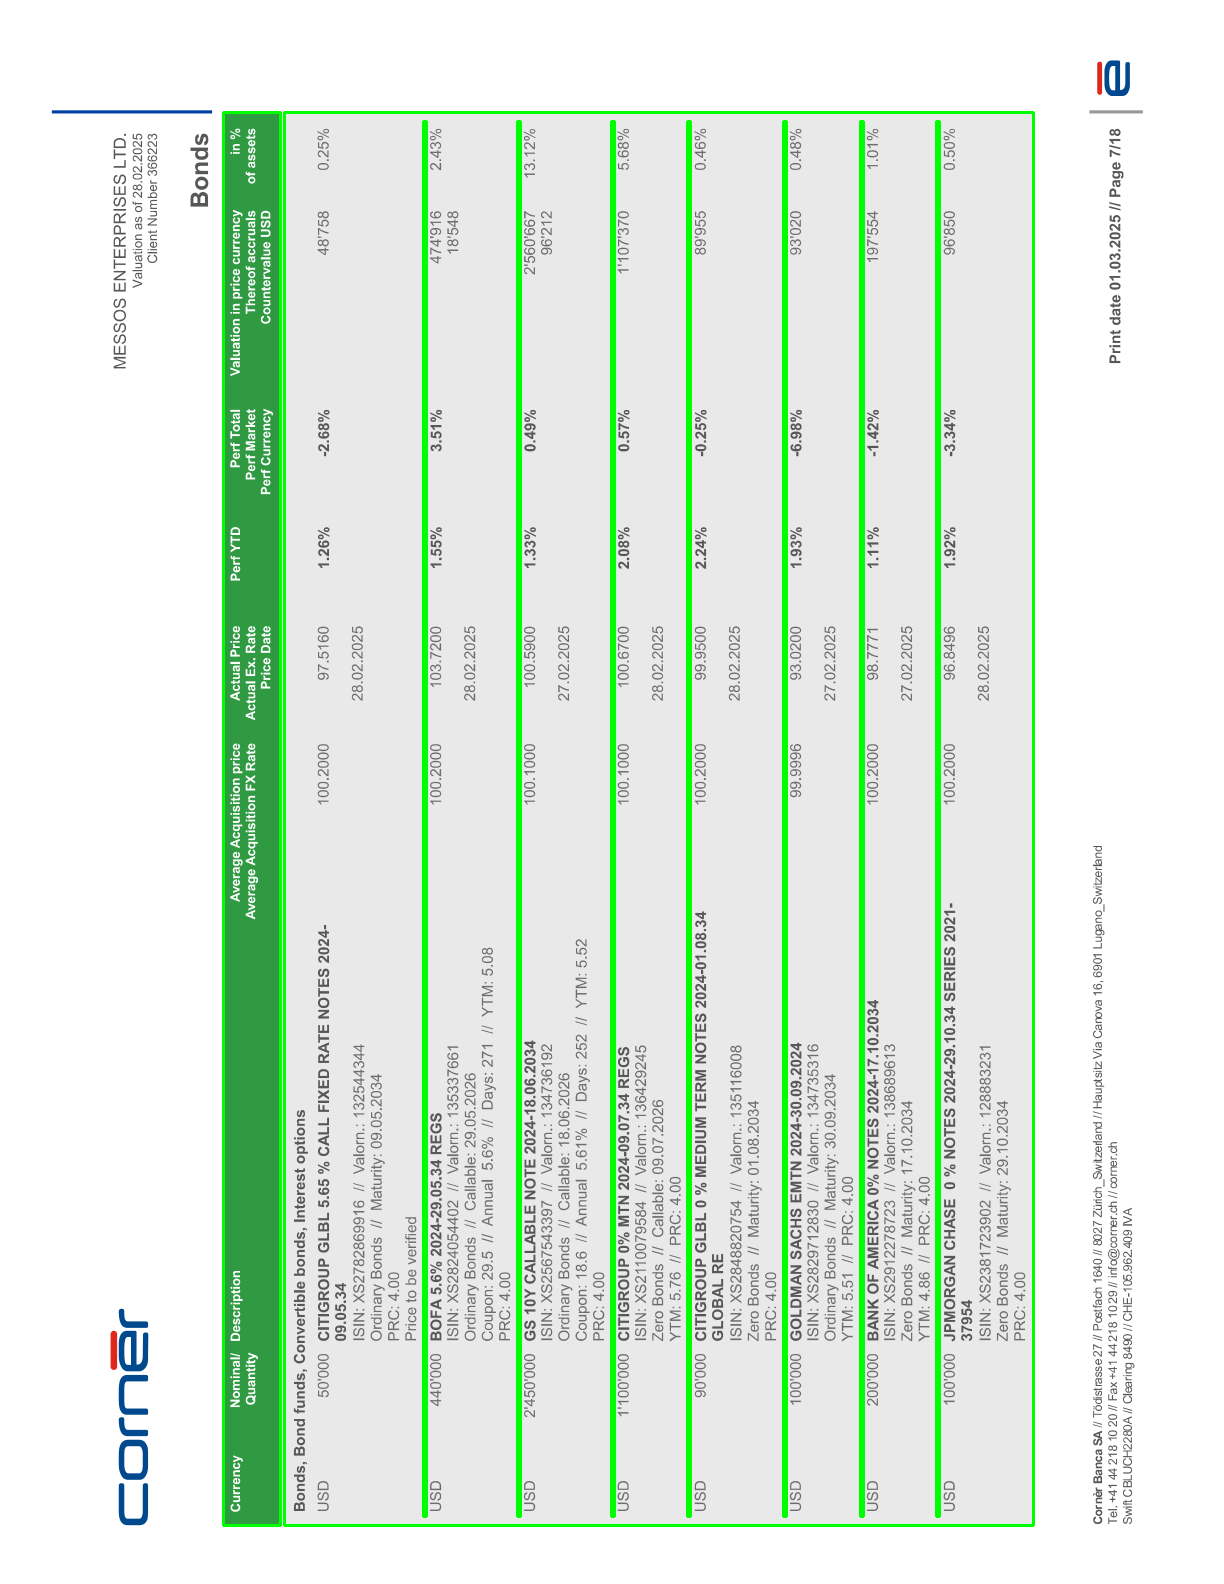 cornèr
MESSOS ENTERPRISES LTD.
Valuation as of 28.02.2025
Client Number 366223
Bonds
Currency Nominal/ Description Average Acquisition price Actual Price Perf YTD Perf Total Valuation in price currency in %
Quantity Average Acquisition FX Rate Actual Ex. Rate Perf Market Thereof accruals of assets
Price Date Perf Currency Countervalue USD
Bonds, Bond funds, Convertible bonds, Interest options
USD 50'000 CITIGROUP GLBL 5.65 % CALL FIXED RATE NOTES 2024- 100.2000 97.5160 1.26% -2.68% 48'758 0.25%
09.05.34
ISIN: XS2782869916 // Valorn.: 132544344 28.02.2025
Ordinary Bonds // Maturity: 09.05.2034
PRC: 4.00
Price to be verified
USD 440'000 BOFA 5.6% 2024-29.05.34 REGS 100.2000 103.7200 1.55% 3.51% 474'916 2.43%
ISIN: XS2824054402 // Valorn.: 135337661 18'548
Ordinary Bonds // Callable: 29.05.2026 28.02.2025
Coupon: 29.5 // Annual 5.6% // Days: 271 // YTM: 5.08
PRC: 4.00
USD 2'450'000 GS 10Y CALLABLE NOTE 2024-18.06.2034 100.1000 100.5900 1.33% 0.49% 2'560'667 13.12%
ISIN: XS2567543397 // Valorn.: 134736192 96'212
Ordinary Bonds // Callable: 18.06.2026 27.02.2025
Coupon: 18.6 // Annual 5.61% // Days: 252 // YTM: 5.52
PRC: 4.00
USD 1'100'000 CITIGROUP 0% MTN 2024-09.07.34 REGS 100.1000 100.6700 2.08% 0.57% 1'107'370 5.68%
ISIN: XS2110079584 // Valorn.: 136429245
Zero Bonds // Callable: 09.07.2026 28.02.2025
YTM: 5.76 // PRC: 4.00
USD 90'000 CITIGROUP GLBL 0 % MEDIUM TERM NOTES 2024-01.08.34 100.2000 99.9500 2.24% -0.25% 89'955 0.46%
GLOBAL RE
ISIN: XS2848820754 // Valorn.: 135116008 28.02.2025
Zero Bonds // Maturity: 01.08.2034
PRC: 4.00
USD 100'000 GOLDMAN SACHS EMTN 2024-30.09.2024 99.9996 93.0200 1.93% -6.98% 93'020 0.48%
ISIN: XS2829712830 // Valorn.: 134735316
Ordinary Bonds // Maturity: 30.09.2034 27.02.2025
YTM: 5.51 // PRC: 4.00
USD 200'000 BANK OF AMERICA 0% NOTES 2024-17.10.2034 100.2000 98.7771 1.11% -1.42% 197'554 1.01%
ISIN: XS2912278723 // Valorn.: 138689613
Zero Bonds // Maturity: 17.10.2034 27.02.2025
YTM: 4.86 // PRC: 4.00
USD 100'000 JPMORGAN CHASE 0 % NOTES 2024-29.10.34 SERIES 2021- 100.2000 96.8496 1.92% -3.34% 96'850 0.50%
37954
ISIN: XS2381723902 // Valorn.: 128883231 28.02.2025
Zero Bonds // Maturity: 29.10.2034
PRC: 4.00
Cornèr Banca SA // Tödistrasse 27 // Postfach 1640 // 8027 Zürich_Switzerland // Hauptsitz Via Canova 16, 6901 Lugano_Switzerland
Tel. +41 44 218 10 20 // Fax +41 44 218 10 29 // info@corner.ch // corner.ch
Swift CBLUCH2280A // Clearing 8490 // CHE-105.962.409 IVA
Print date 01.03.2025 // Page 7/18